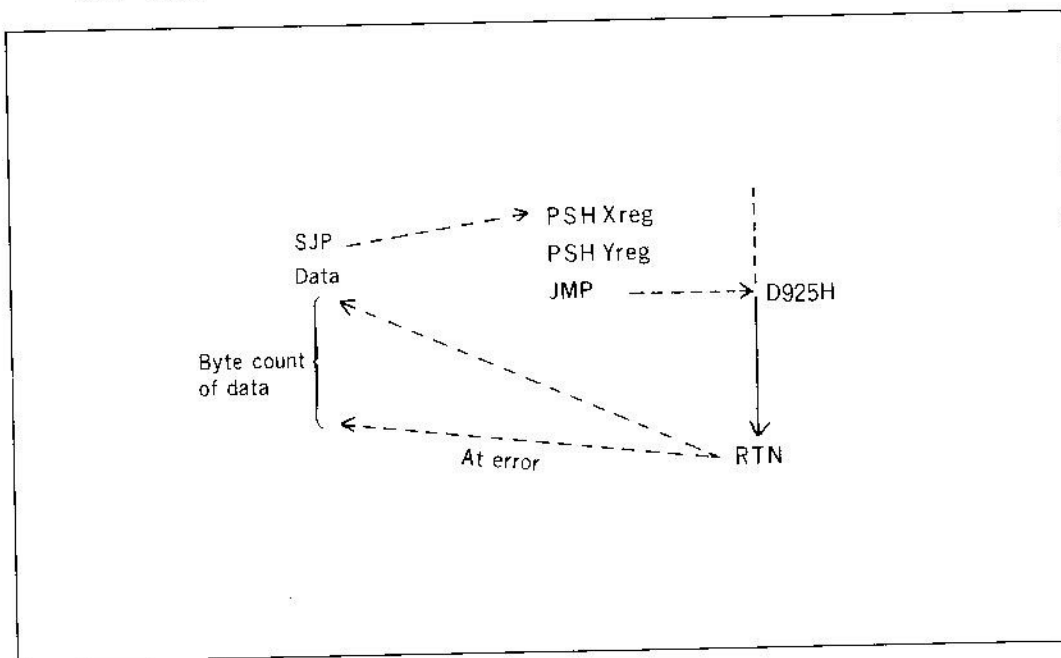 SJP
Data
Byte count
of data
PSH Xreg
PSH Yreg
JMP
D925H
RTN
At error